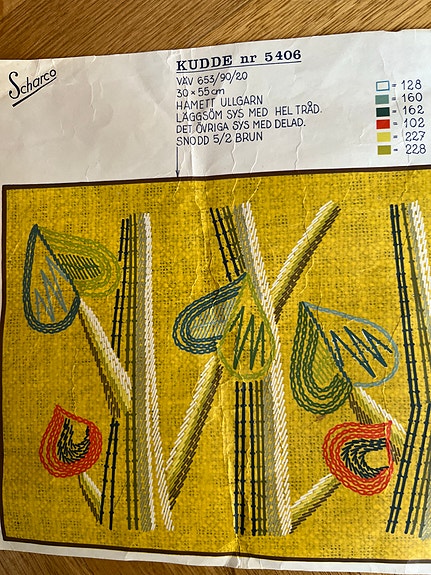 Scharco
KUDDE nr 5406
VÄV 653/90/20
30 × 55 cm
HAMETT ULLGARN
LÄGGSÖM SYS MED HEL TRÅD.
DET ÖVRIGA SYS MED DELAD.
SNODD 5/2 BRUN
= 128
= 160
= 162
= 102
= 227
= 228